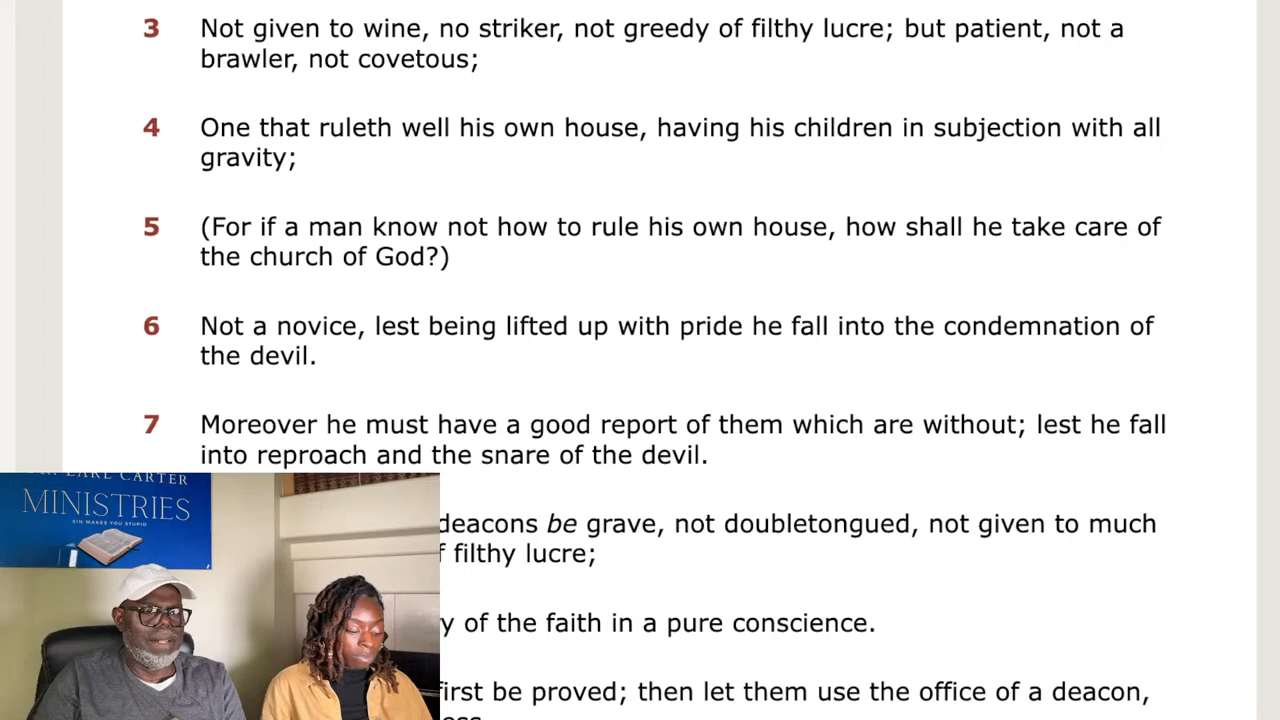 3 Not given to wine, no striker, not greedy of filthy lucre; but patient, not a
brawler, not covetous;
4 One that ruleth well his own house, having his children in subjection with all
gravity;
5 (For if a man know not how to rule his own house, how shall he take care of
the church of God?)
6 Not a novice, lest being lifted up with pride he fall into the condemnation of
the devil.
7 Moreover he must have a good report of them which are without; lest he fall
into reproach and the snare of the devil.
deacons be grave, not doubletongued, not given to much
filthy lucre;
of the faith in a pure conscience.
first be proved; then let them use the office of a deacon,
EARL CARTER
MINISTRIES
SIN MAKES YOU STUPID